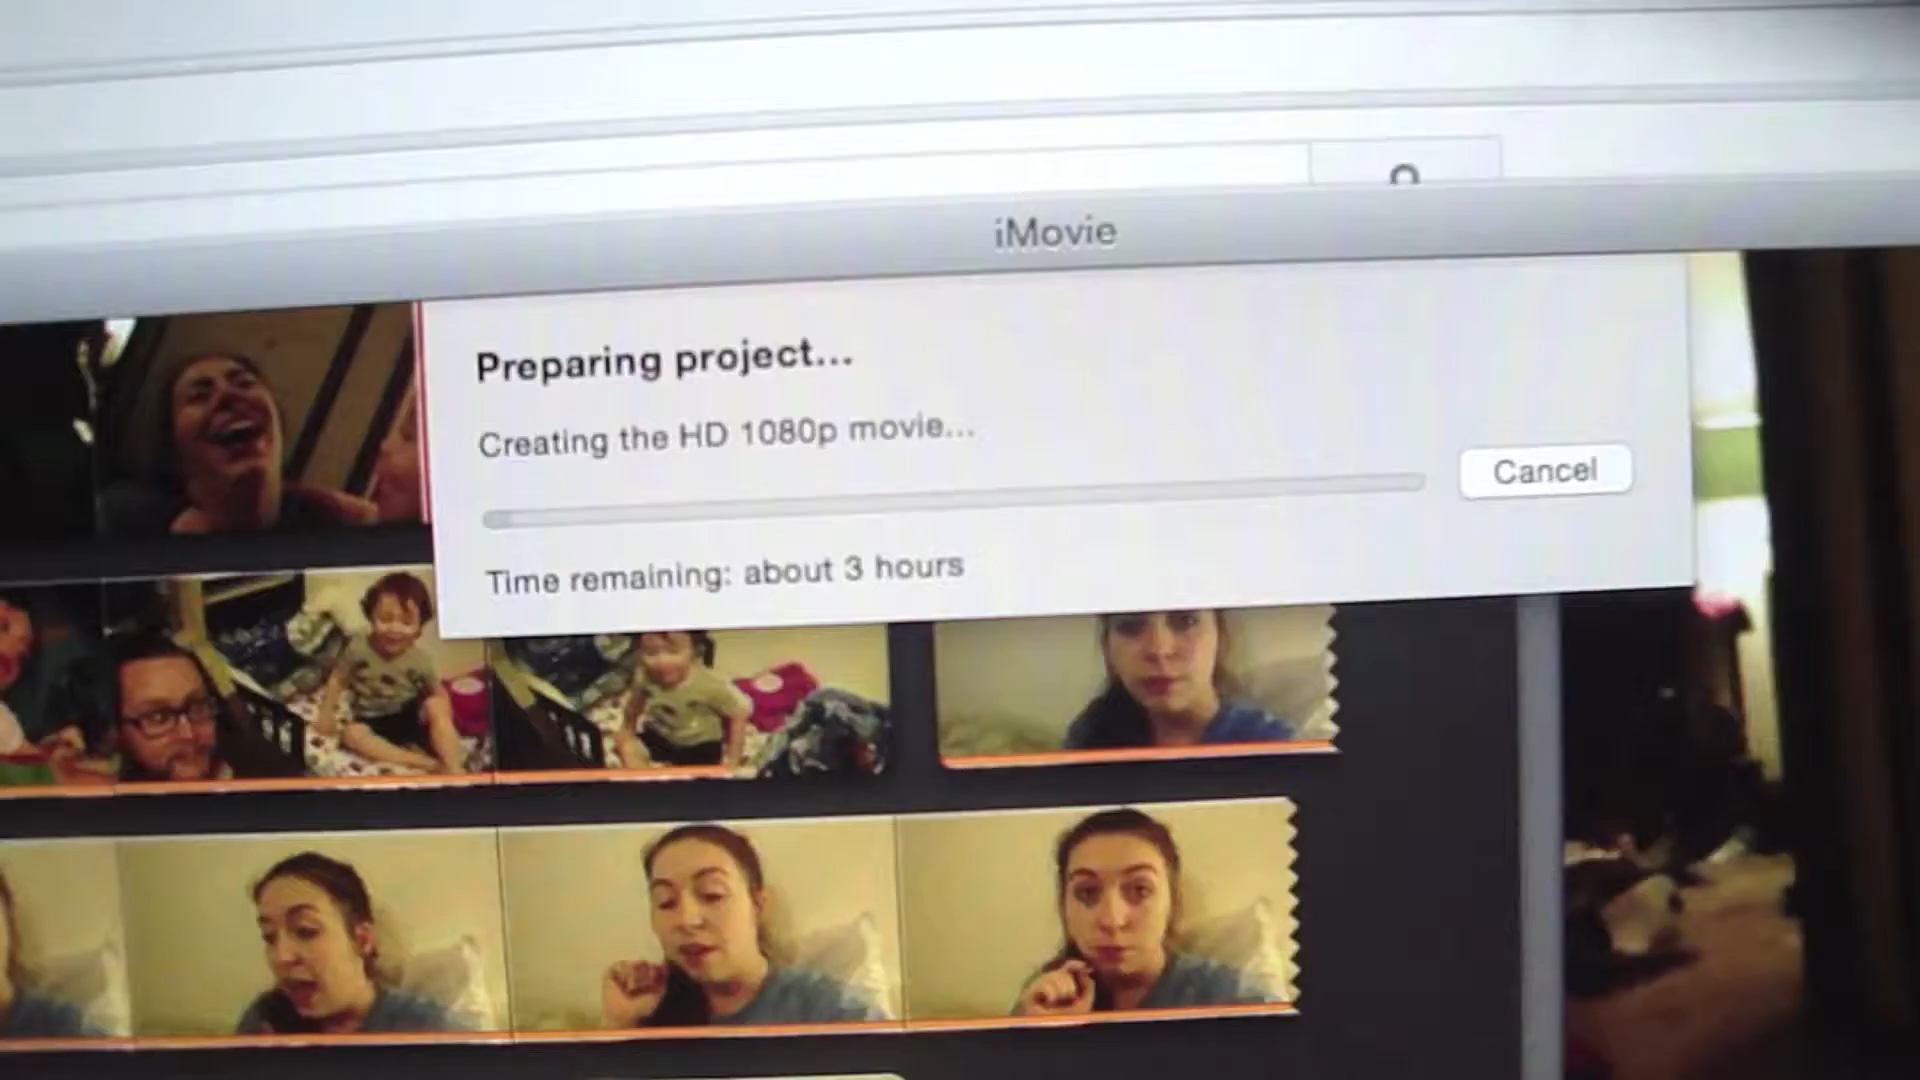 iMovie
Preparing project...
Creating the HD 1080p movie...
Cancel
Time remaining: about 3 hours